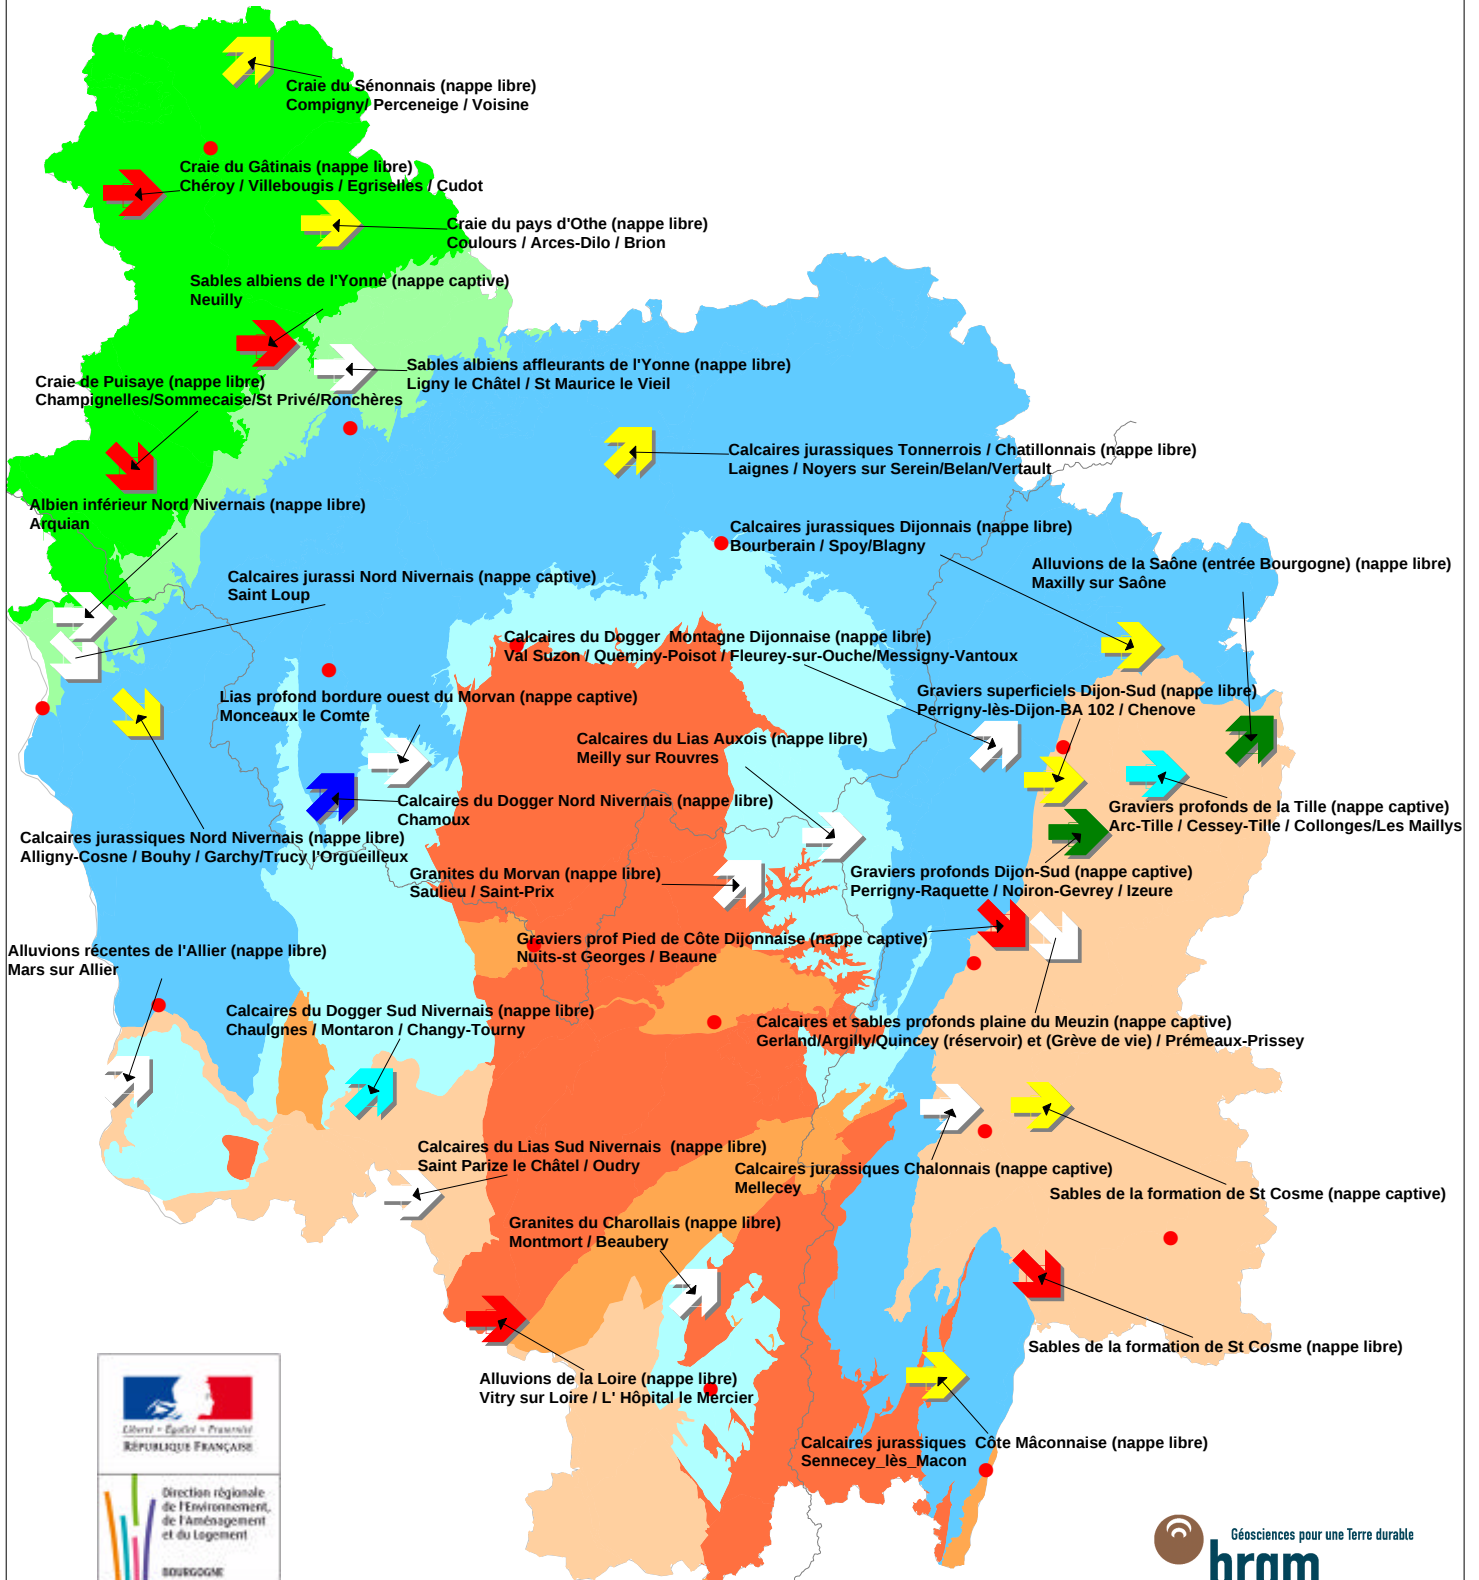 Craie du Sénonnais (nappe libre)
Compigny/ Perceneige / Voisine
Craie du Gâtinais (nappe libre)
Chéroy / Villebougis / Egriselles / Cudot
Craie du pays d'Othe (nappe libre)
Coulours / Arces-Dilo / Brion
Sables albiens de l'Yonne (nappe captive)
Neuilly
Sables albiens affleurants de l'Yonne (nappe libre)
Ligny le Châtel / St Maurice le Vieil
Craie de Puisaye (nappe libre)
Champignelles/Sommecaise/St Privé/Ronchères
Calcaires jurassiques Tonnerrois / Chatillonnais (nappe libre)
Laignes / Noyers sur Serein/Belan/Vertault
Albien inférieur Nord Nivernais (nappe libre)
Arquian
Calcaires jurassiques Dijonnais (nappe libre)
Bourberain / Spoy/Blagny
Alluvions de la Saône (entrée Bourgogne) (nappe libre)
Maxilly sur Saône
Calcaires jurassi Nord Nivernais (nappe captive)
Saint Loup
Calcaires du Dogger  Montagne Dijonnaise (nappe libre)
Val Suzon / Queminy-Poisot / Fleurey-sur-Ouche/Messigny-Vantoux
Lias profond bordure ouest du Morvan (nappe captive)
Monceaux le Comte
Graviers superficiels Dijon-Sud (nappe libre)
Perrigny-lès-Dijon-BA 102 / Chenove
Calcaires du Lias Auxois (nappe libre)
Meilly sur Rouvres
Calcaires du Dogger Nord Nivernais (nappe libre)
Chamoux
Graviers profonds de la Tille (nappe captive)
Arc-Tille / Cessey-Tille / Collonges/Les Maillys
Calcaires jurassiques Nord Nivernais (nappe libre)
Alligny-Cosne / Bouhy / Garchy/Trucy l'Orgueilleux
Granites du Morvan (nappe libre)
Saulieu / Saint-Prix
Graviers profonds Dijon-Sud (nappe captive)
Perrigny-Raquette / Noiron-Gevrey / Izeure
Graviers prof Pied de Côte Dijonnaise (nappe captive)
Nuits-st Georges / Beaune
Alluvions récentes de l'Allier (nappe libre)
Mars sur Allier
Calcaires du Dogger Sud Nivernais (nappe libre)
Chaulgnes / Montaron / Changy-Tourny
Calcaires et sables profonds plaine du Meuzin (nappe captive)
Gerland/Argilly/Quincey (réservoir) et (Grève de vie) / Prémeaux-Prissey
Calcaires du Lias Sud Nivernais  (nappe libre)
Saint Parize le Châtel / Oudry
Calcaires jurassiques Chalonnais (nappe captive)
Mellecey
Sables de la formation de St Cosme (nappe captive)
Granites du Charollais (nappe libre)
Montmort / Beaubery
Sables de la formation de St Cosme (nappe libre)
Alluvions de la Loire (nappe libre)
Vitry sur Loire / L' Hôpital le Mercier
Calcaires jurassiques  Côte Mâconnaise (nappe libre)
Sennecey_lès_Macon
Liberté • Égalité • Fraternité
RÉPUBLIQUE FRANÇAISE
Direction régionale
de l'Environnement,
de l'Aménagement
et du Logement
BOURGOGNE
Géosciences pour une Terre durable
brgm